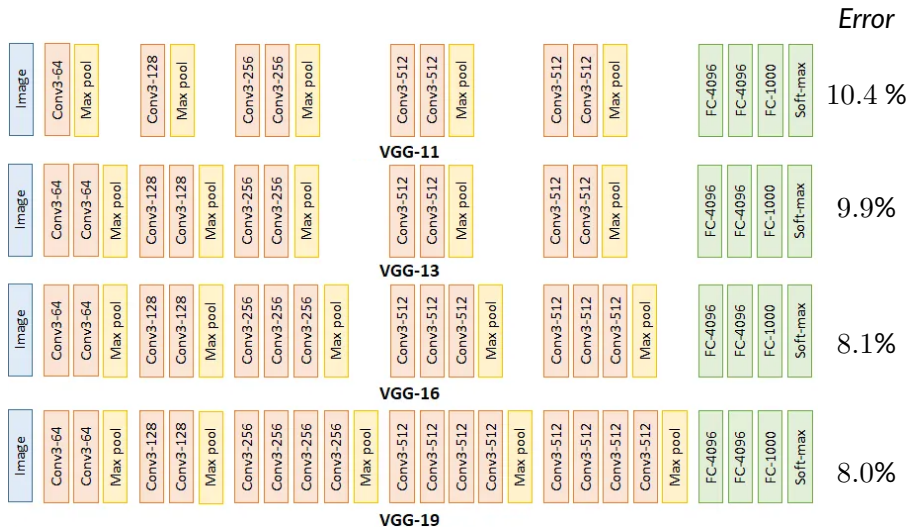 Error
Image Conv3-64 Max pool Conv3-128 Max pool Conv3-256 Conv3-256 Max pool Conv3-512 Conv3-512 Max pool Conv3-512 Conv3-512 Max pool FC-4096 FC-4096 FC-1000 Soft-max 10.4 %
VGG-11
Image Conv3-64 Conv3-64 Max pool Conv3-128 Conv3-128 Max pool Conv3-256 Conv3-256 Max pool Conv3-512 Conv3-512 Max pool Conv3-512 Conv3-512 Max pool FC-4096 FC-4096 FC-1000 Soft-max 9.9%
VGG-13
Image Conv3-64 Conv3-64 Max pool Conv3-128 Conv3-128 Max pool Conv3-256 Conv3-256 Conv3-256 Max pool Conv3-512 Conv3-512 Conv3-512 Max pool Conv3-512 Conv3-512 Conv3-512 Max pool FC-4096 FC-4096 FC-1000 Soft-max 8.1%
VGG-16
Image Conv3-64 Conv3-64 Max pool Conv3-128 Conv3-128 Max pool Conv3-256 Conv3-256 Conv3-256 Conv3-256 Max pool Conv3-512 Conv3-512 Conv3-512 Conv3-512 Max pool Conv3-512 Conv3-512 Conv3-512 Conv3-512 Max pool FC-4096 FC-4096 FC-1000 Soft-max 8.0%
VGG-19